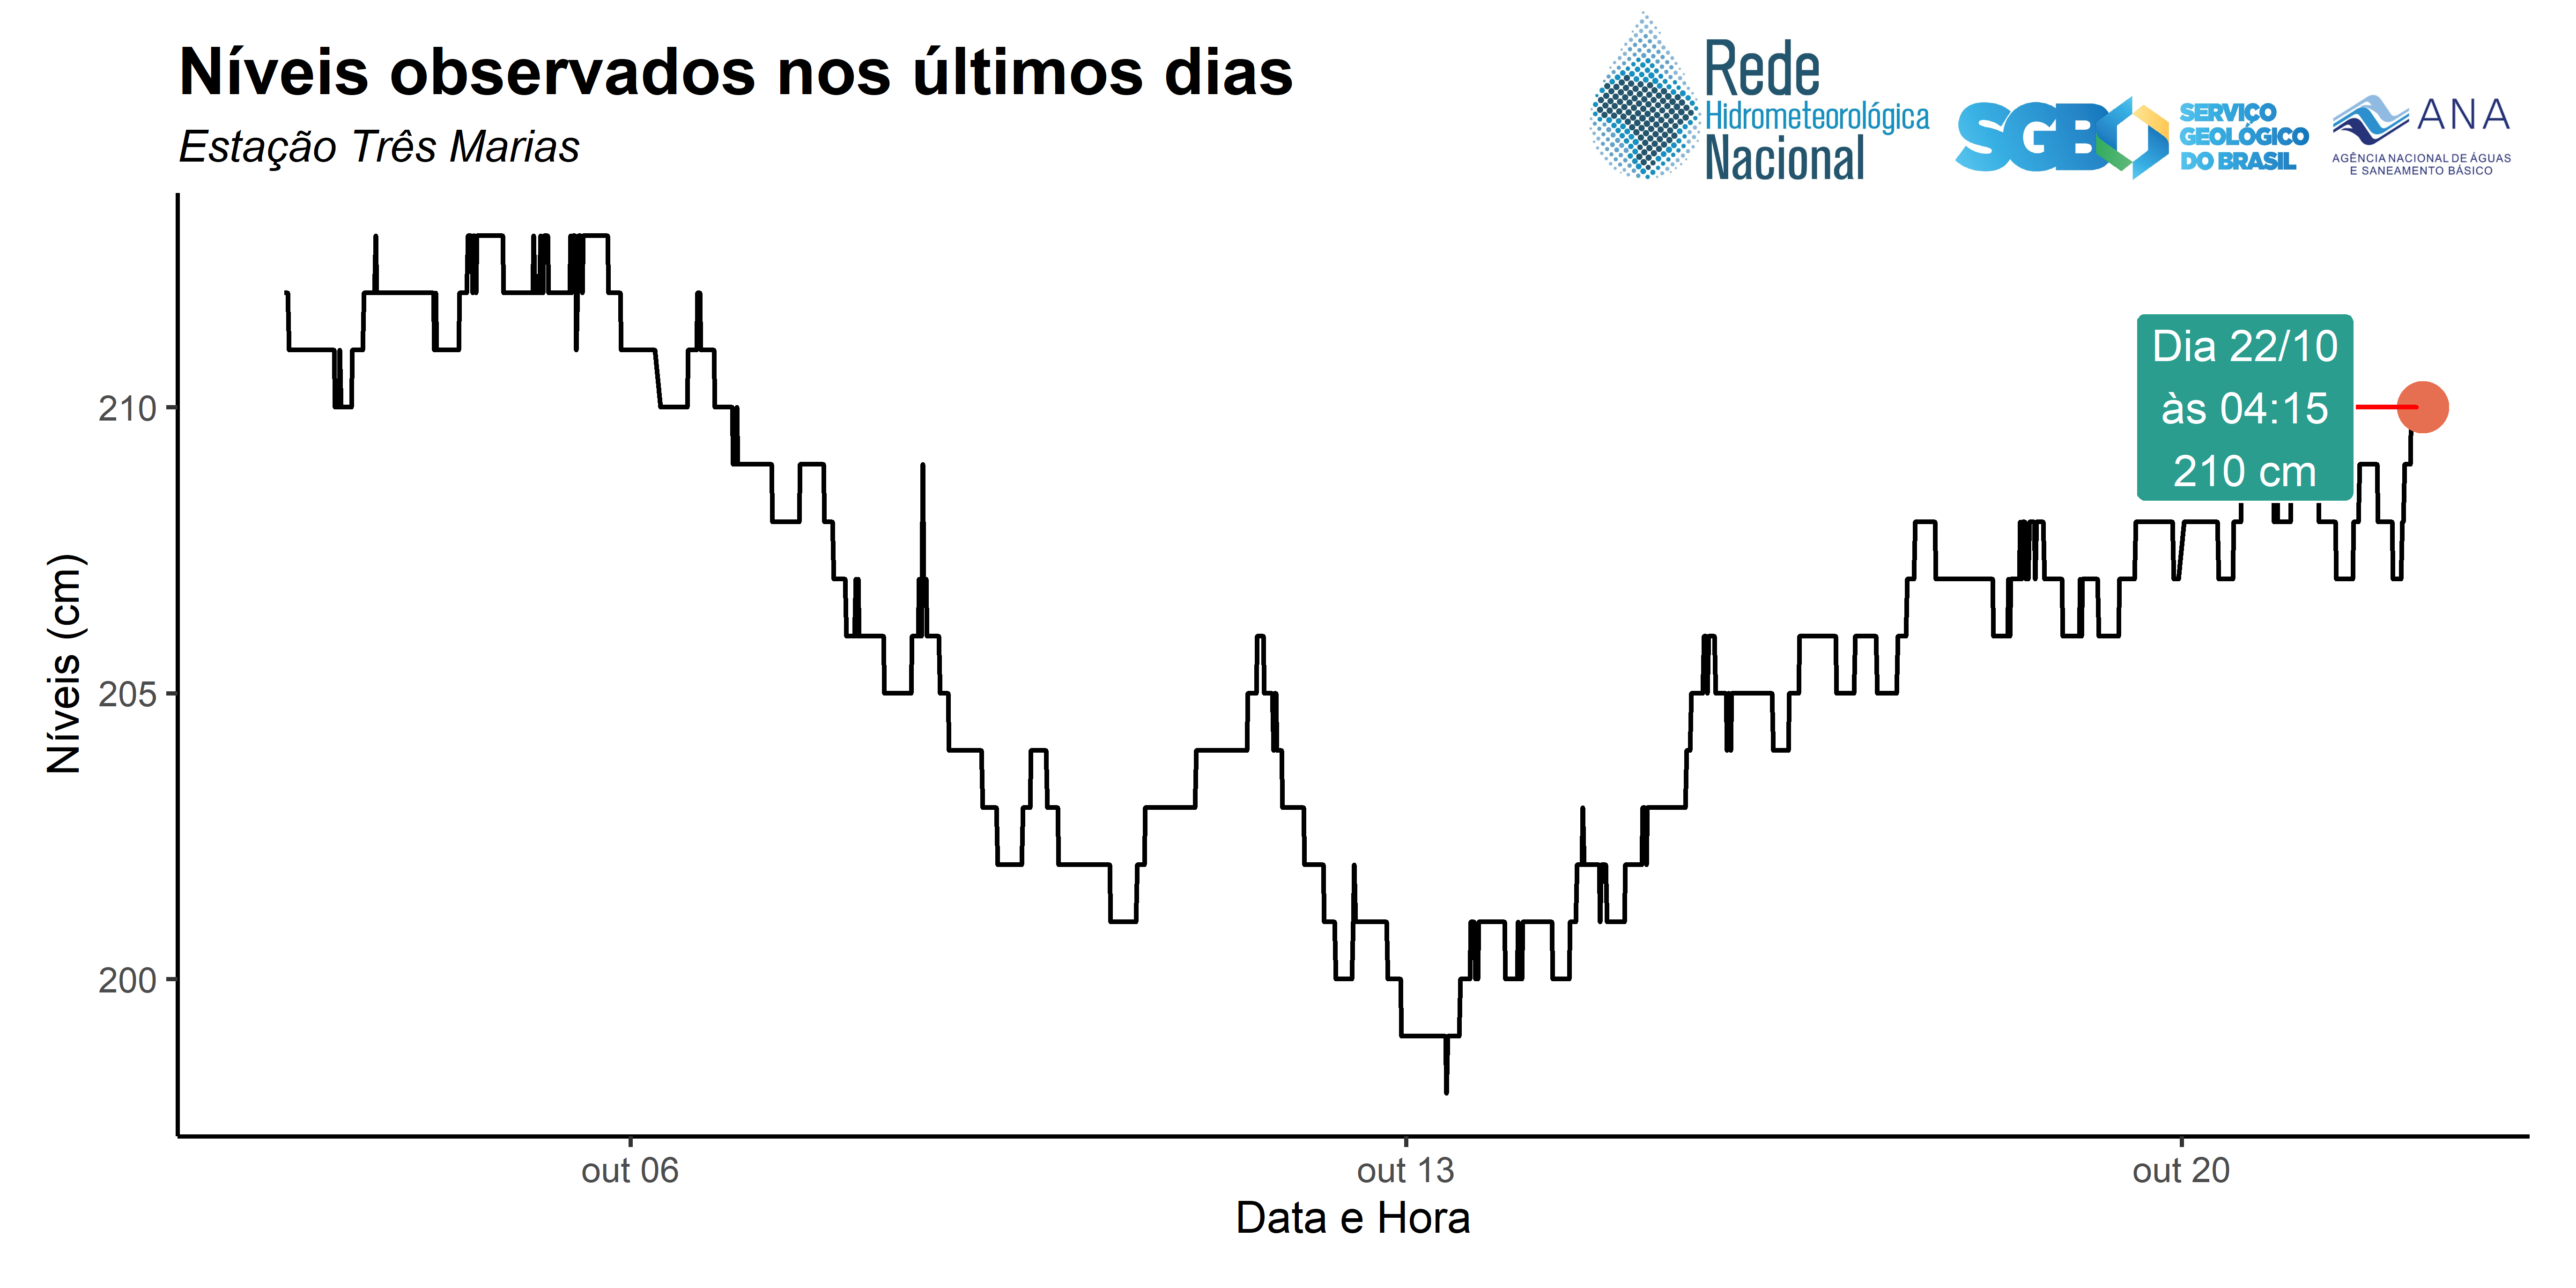 Níveis observados nos últimos dias
Estação Três Marias
Rede
Hidrometeorológica
Nacional
SGB
SERVIÇO
GEOLÓGICO
DO BRASIL
ANA
AGÊNCIA NACIONAL DE ÁGUAS
E SANEAMENTO BÁSICO
Dia 22/10
às 04:15
210 cm
Níveis (cm)
210
205
200
out 06
out 13
out 20
Data e Hora